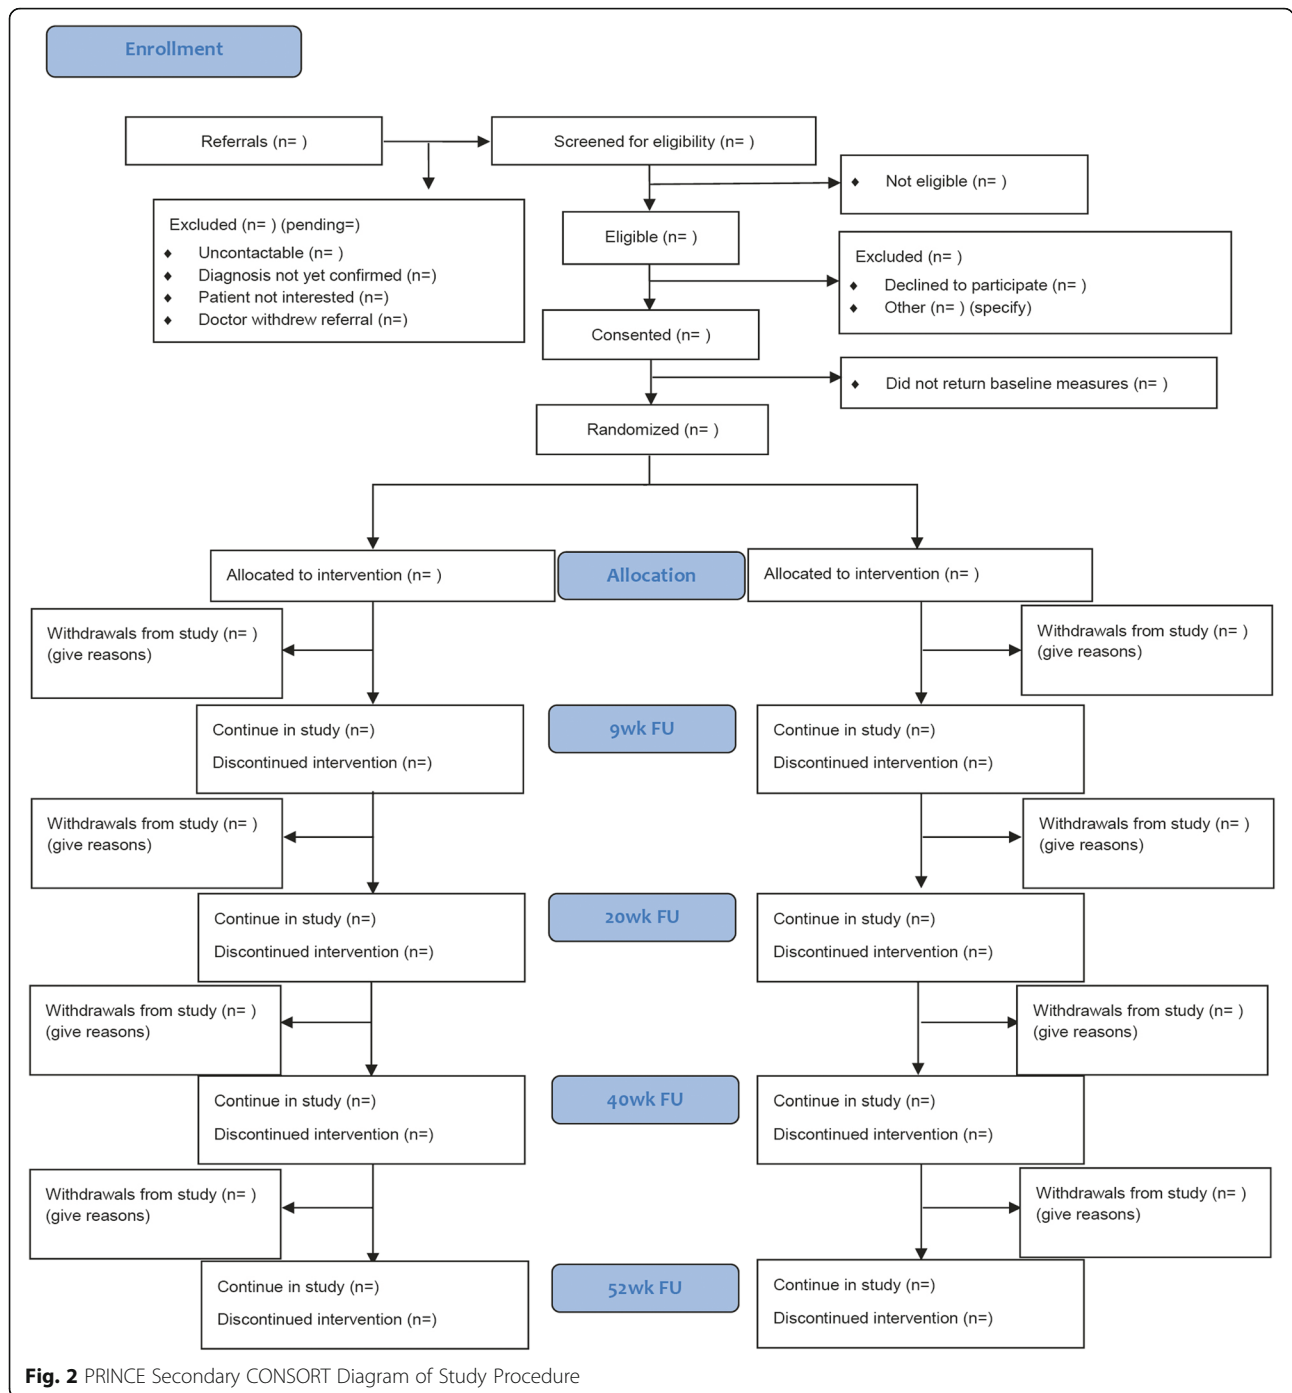 Enrollment
Referrals (n= )
Screened for eligibility (n= )
Not eligible (n= )
Excluded (n= ) (pending=)
Uncontactable (n= )
Diagnosis not yet confirmed (n=)
Patient not interested (n=)
Doctor withdrew referral (n=)
Eligible (n= )
Excluded (n= )
Declined to participate (n= )
Other (n= ) (specify)
Consented (n= )
Did not return baseline measures (n= )
Randomized (n= )
Allocated to intervention (n= )
Allocation
Allocated to intervention (n= )
Withdrawals from study (n= )
(give reasons)
Withdrawals from study (n= )
(give reasons)
Continue in study (n=)
Discontinued intervention (n=)
9wk FU
Continue in study (n=)
Discontinued intervention (n=)
Withdrawals from study (n= )
(give reasons)
Withdrawals from study (n= )
(give reasons)
Continue in study (n=)
Discontinued intervention (n=)
20wk FU
Continue in study (n=)
Discontinued intervention (n=)
Withdrawals from study (n= )
(give reasons)
Withdrawals from study (n= )
(give reasons)
Continue in study (n=)
Discontinued intervention (n=)
40wk FU
Continue in study (n=)
Discontinued intervention (n=)
Withdrawals from study (n= )
(give reasons)
Withdrawals from study (n= )
(give reasons)
Continue in study (n=)
Discontinued intervention (n=)
52wk FU
Continue in study (n=)
Discontinued intervention (n=)
Fig. 2 PRINCE Secondary CONSORT Diagram of Study Procedure